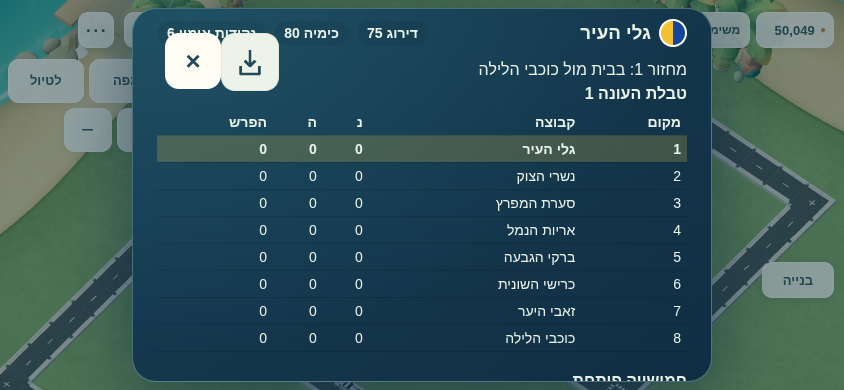 גלי העיר
דירוג 75
כימיה 80
נקודות אימון 6
מחזור 1: בבית מול כוכבי הלילה
טבלת העונה 1
מקום קבוצה נ ה הפרש
1 גלי העיר 0 0 0
2 נשרי הצוק 0 0 0
3 סערת המפרץ 0 0 0
4 אריות הנמל 0 0 0
5 ברקי הגבעה 0 0 0
6 כרישי השונית 0 0 0
7 זאבי היער 0 0 0
8 כוכבי הלילה 0 0 0
חמישייה פותחת
50,049
לטיול
בנייה